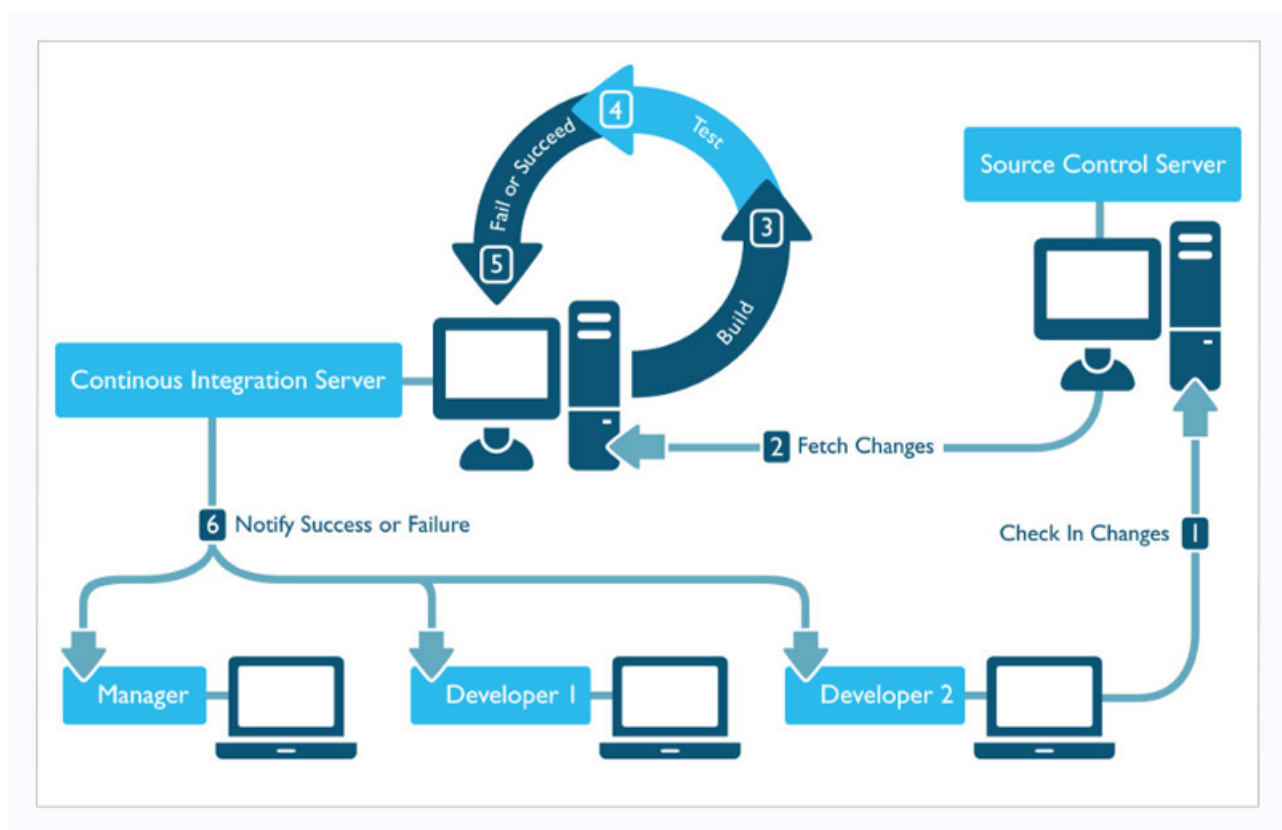 4
Test
Fail or Succeed
5
3
Build
Source Control Server
Continous Integration Server
2 Fetch Changes
6 Notify Success or Failure
Check In Changes 1
Manager
Developer 1
Developer 2